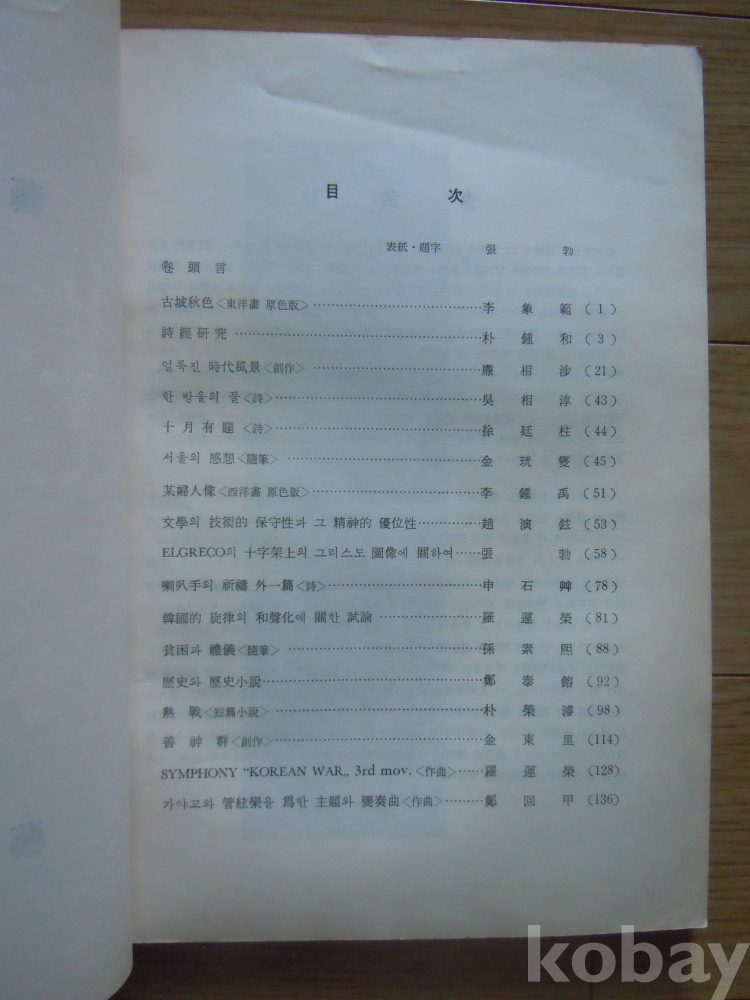 目 次
表紙·題字 張 勃
卷 頭 言
古城秋色<東洋畫 原色版>……李 象 範(1)
詩經硏究……朴 鍾 和(3)
얼룩진 時代風景<創作>……廉 相 涉(21)
한 방울의 물<詩>……吳 相 淳(43)
十月有題<詩>……徐 廷 柱(44)
서울의 感想<隨筆>……金 珖 燮(45)
某婦人像<西洋畫 原色版>……李 鍾 禹(51)
文學의 技術的 保守性과 그 精神的 優位性……趙 演 鉉(53)
ELGRECO의 十字架上의 그리스도 圖像에 關하여……張 勃(58)
喇叭手의 祈禱 外一篇<詩>……申 石 艸(78)
韓國的 旋律의 和聲化에 關한 試論……羅 運 榮(81)
貧困과 禮儀<隨筆>……孫 素 熙(88)
歷史와 歷史小說……鄭 泰 鎔(92)
熱 戰<短篇小說>……朴 榮 濬(98)
善 神 群<創作>……金 東 里(114)
SYMPHONY “KOREAN WAR„ 3rd mov.<作曲>……羅 運 榮(128)
가야고와 管絃樂을 爲한 主題와 變奏曲<作曲>……鄭 回 甲(136)
kobay